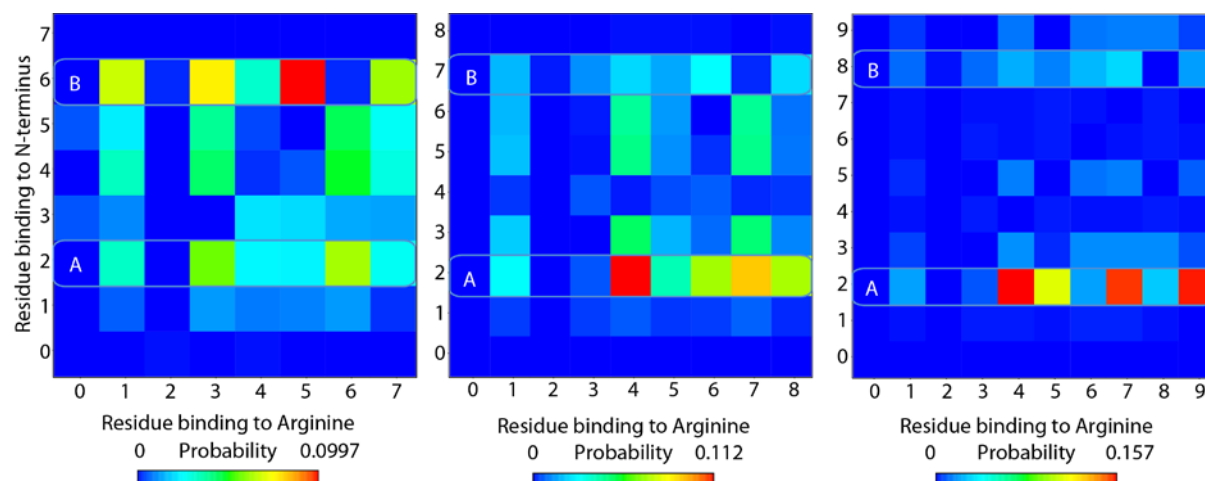 Residue binding to N-terminus
7
6
5
4
3
2
1
0
B
A
0 1 2 3 4 5 6 7
Residue binding to Arginine
0 Probability 0.0997
8
7
6
5
4
3
2
1
0
B
A
0 1 2 3 4 5 6 7 8
Residue binding to Arginine
0 Probability 0.112
9
8
7
6
5
4
3
2
1
0
B
A
0 1 2 3 4 5 6 7 8 9
Residue binding to Arginine
0 Probability 0.157